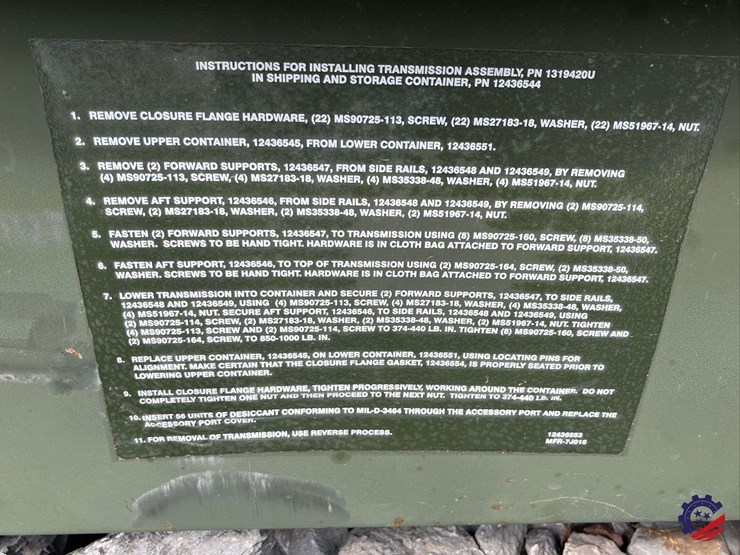 INSTRUCTIONS FOR INSTALLING TRANSMISSION ASSEMBLY, PN 1319420U
IN SHIPPING AND STORAGE CONTAINER, PN 12436544
1. REMOVE CLOSURE FLANGE HARDWARE, (22) MS90725-113, SCREW, (22) MS27183-18, WASHER, (22) MS51967-14, NUT.
2. REMOVE UPPER CONTAINER, 12436545, FROM LOWER CONTAINER, 12436551.
3. REMOVE (2) FORWARD SUPPORTS, 12436547, FROM SIDE RAILS, 12436548 AND 12436549, BY REMOVING
(4) MS90725-113, SCREW, (4) MS27183-18, WASHER, (4) MS35338-48, WASHER, (4) MS51967-14, NUT.
4. REMOVE AFT SUPPORT, 12436546, FROM SIDE RAILS, 12436548 AND 12436549, BY REMOVING (2) MS90725-114,
SCREW, (2) MS27183-18, WASHER, (2) MS35338-48, WASHER, (2) MS51967-14, NUT.
5. FASTEN (2) FORWARD SUPPORTS, 12436547, TO TRANSMISSION USING (8) MS90725-160, SCREW, (8) MS35338-50,
WASHER. SCREWS TO BE HAND TIGHT. HARDWARE IS IN CLOTH BAG ATTACHED TO FORWARD SUPPORT, 12436547.
6. FASTEN AFT SUPPORT, 12436546, TO TOP OF TRANSMISSION USING (2) MS90725-164, SCREW, (2) MS35338-50,
WASHER. SCREWS TO BE HAND TIGHT. HARDWARE IS IN CLOTH BAG ATTACHED TO FORWARD SUPPORT, 12436547.
7. LOWER TRANSMISSION INTO CONTAINER AND SECURE (2) FORWARD SUPPORTS, 12436547, TO SIDE RAILS,
12436548 AND 12436549, USING (4) MS90725-113, SCREW, (4) MS27183-18, WASHER, (4) MS35338-48, WASHER,
(4) MS51967-14, NUT. SECURE AFT SUPPORT, 12436546, TO SIDE RAILS, 12436548 AND 12436549, USING
(2) MS90725-114, SCREW, (2) MS27183-18, WASHER, (2) MS35338-48, WASHER, (2) MS51967-14, NUT. TIGHTEN
(4) MS90725-113, SCREW AND (2) MS90725-114, SCREW TO 374-440 LB. IN. TIGHTEN (8) MS90725-160, SCREW AND
(2) MS90725-164, SCREW, TO 850-1000 LB. IN.
8. REPLACE UPPER CONTAINER, 12436545, ON LOWER CONTAINER, 12436551, USING LOCATING PINS FOR
ALIGNMENT. MAKE CERTAIN THAT THE CLOSURE FLANGE GASKET, 12436554, IS PROPERLY SEATED PRIOR TO
LOWERING UPPER CONTAINER.
9. INSTALL CLOSURE FLANGE HARDWARE, TIGHTEN PROGRESSIVELY, WORKING AROUND THE CONTAINER. DO NOT
COMPLETELY TIGHTEN ONE NUT AND THEN PROCEED TO THE NEXT NUT. TIGHTEN TO 374-440 LB. IN.
10. INSERT 66 UNITS OF DESICCANT CONFORMING TO MIL-D-3464 THROUGH THE ACCESSORY PORT AND REPLACE THE
ACCESSORY PORT COVER.
11. FOR REMOVAL OF TRANSMISSION, USE REVERSE PROCESS.
12436553
MFR-7J018